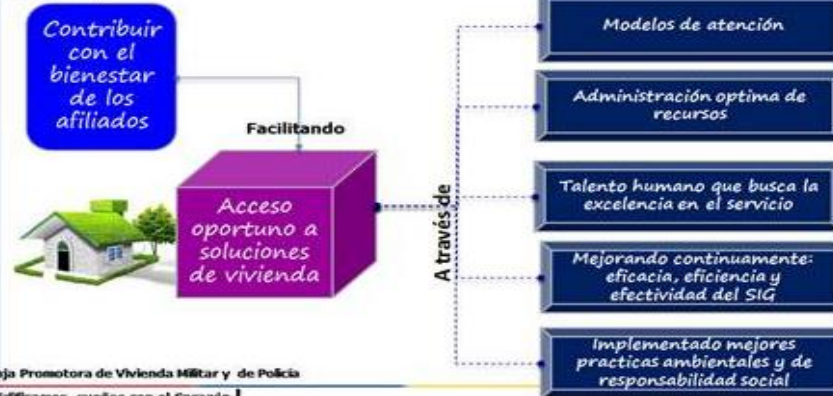 Contribuir
con el
bienestar
de los
afiliados
Facilitando
Acceso
oportuno a
soluciones
de vivienda
A través de
Modelos de atención
Administración optima de
recursos
Talento humano que busca la
excelencia en el servicio
Mejorando continuamente:
eficacia, eficiencia y
efectividad del SIG
Implementado mejores
practicas ambientales y de
responsabilidad social
Promotora de Vivienda Militar y de Policía